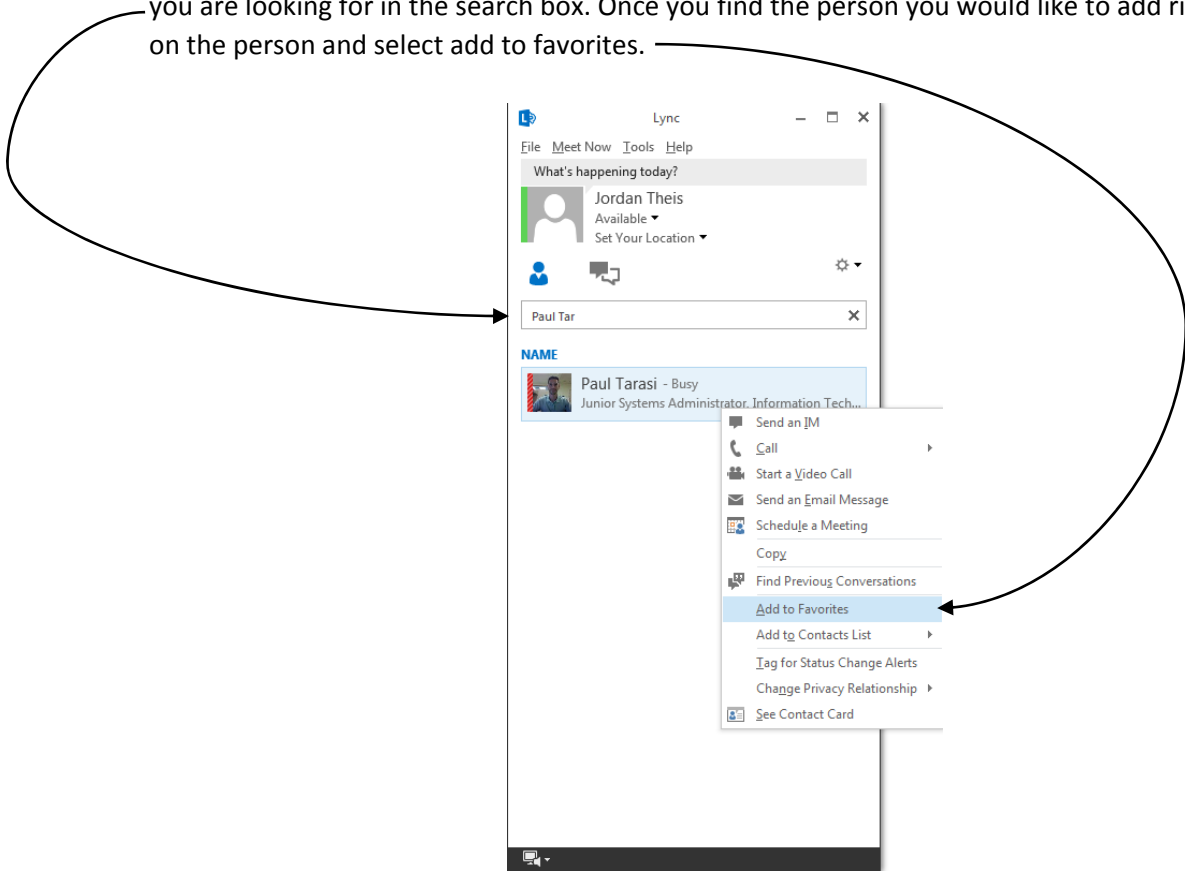 you are looking for in the search box. Once you find the person you would like to add ri
on the person and select add to favorites.
Lync
File Meet Now Tools Help
What's happening today?
Jordan Theis
Available
Set Your Location
Paul Tar
NAME
Paul Tarasi - Busy
Junior Systems Administrator, Information Tech...
Send an IM
Call
Start a Video Call
Send an Email Message
Schedule a Meeting
Copy
Find Previous Conversations
Add to Favorites
Add to Contacts List
Tag for Status Change Alerts
Change Privacy Relationship
See Contact Card